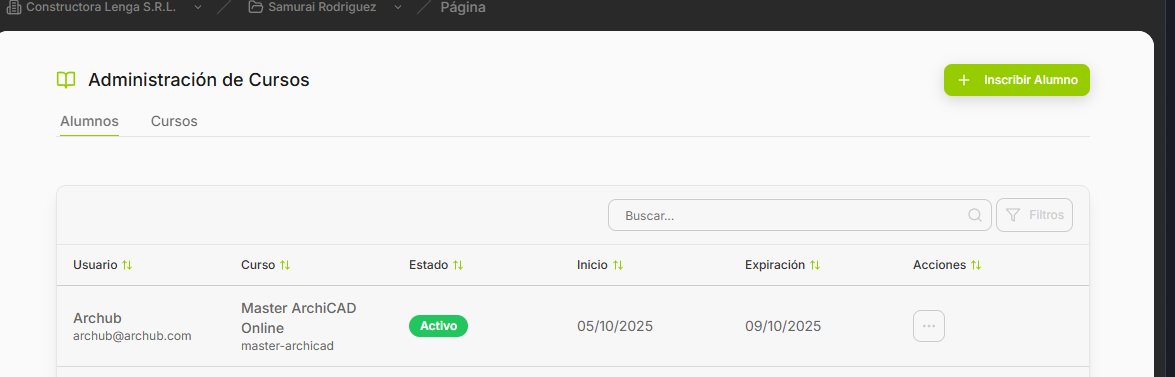 Constructora Lenga S.R.L. / Samurai Rodriguez / Página
Administración de Cursos
+ Inscribir Alumno
Alumnos Cursos
Buscar... Filtros
Usuario Curso Estado Inicio Expiración Acciones
Archub
archub@archub.com
Master ArchiCAD
Online
master-archicad
Activo
05/10/2025
09/10/2025
...